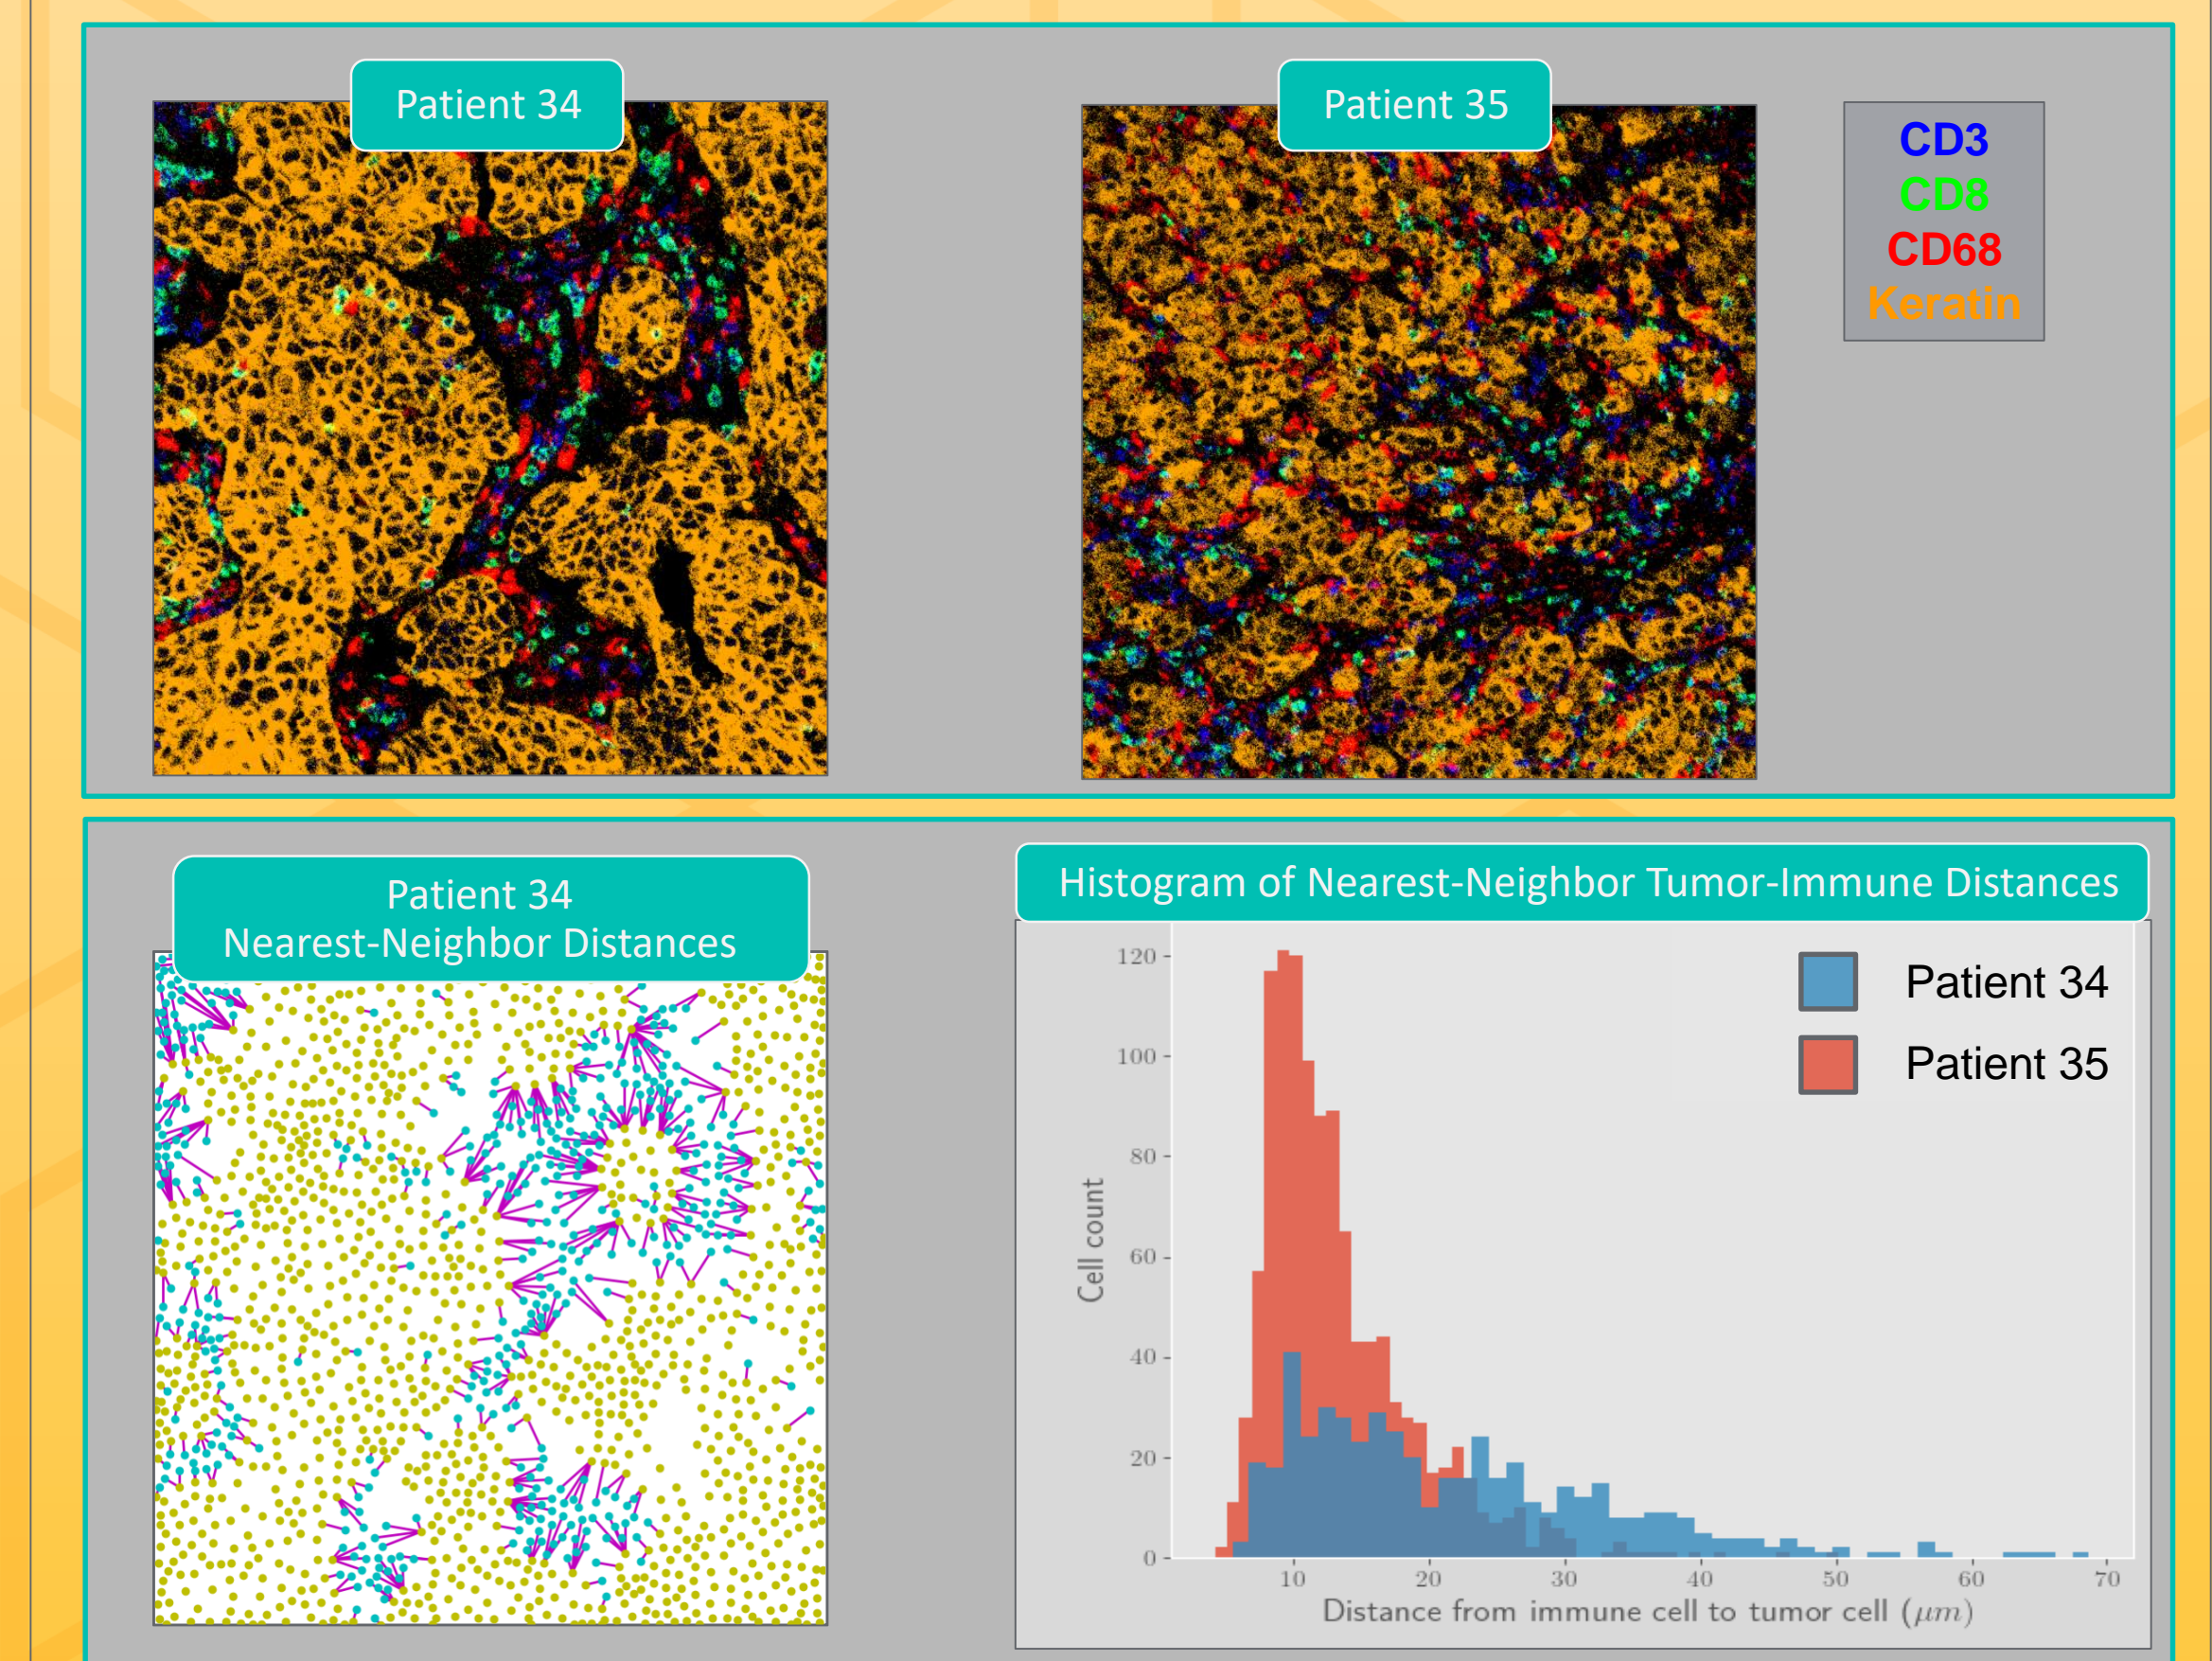 Patient 34
Patient 35
CD3
CD8
CD68
Keratin
Patient 34
Nearest-Neighbor Distances
Histogram of Nearest-Neighbor Tumor-Immune Distances
Patient 34
Patient 35
120
100
80
60
40
20
0
Cell count
10 20 30 40 50 60 70
Distance from immune cell to tumor cell (μm)